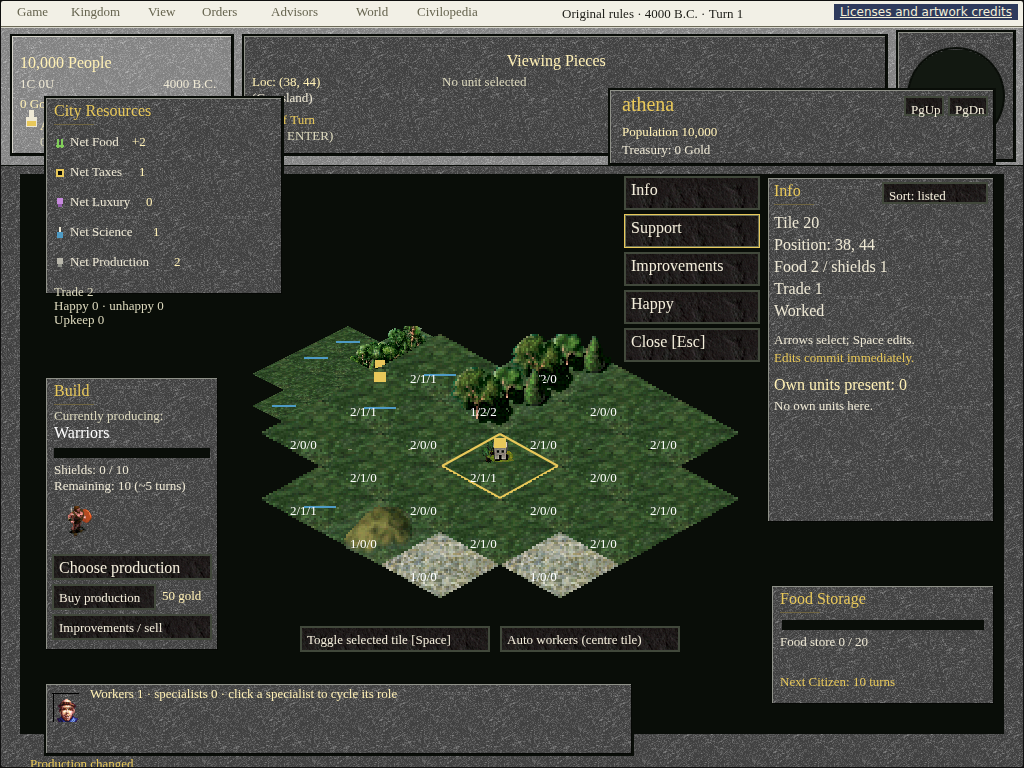 Game Kingdom View Orders Advisors World Civilopedia Original rules · 4000 B.C. · Turn 1 Licenses and artwork credits
10,000 People
1C 0U 4000 B.C.
Viewing Pieces
Loc: (38, 44) No unit selected
f Turn
ENTER)
athena PgUp PgDn
Population 10,000
Treasury: 0 Gold
City Resources
Net Food +2
Net Taxes 1
Net Luxury 0
Net Science 1
Net Production 2
Trade 2
Happy 0 · unhappy 0
Upkeep 0
Info
Support
Improvements
Happy
Close [Esc]
Info Sort: listed
Tile 20
Position: 38, 44
Food 2 / shields 1
Trade 1
Worked
Arrows select; Space edits.
Edits commit immediately.
Own units present: 0
No own units here.
2/1/1 2/0
2/1/1 1/2/2 2/0/0
2/0/0 2/0/0 2/1/0 2/1/0
2/1/0 2/1/1 2/0/0
2/1/1 2/0/0 2/0/0 2/1/0
1/0/0 2/1/0 2/1/0
1/0/0 1/0/0
Build
Currently producing:
Warriors
Shields: 0 / 10
Remaining: 10 (~5 turns)
Choose production
Buy production 50 gold
Improvements / sell
Toggle selected tile [Space] Auto workers (centre tile)
Food Storage
Food store 0 / 20
Next Citizen: 10 turns
Workers 1 · specialists 0 · click a specialist to cycle its role
Production changed.